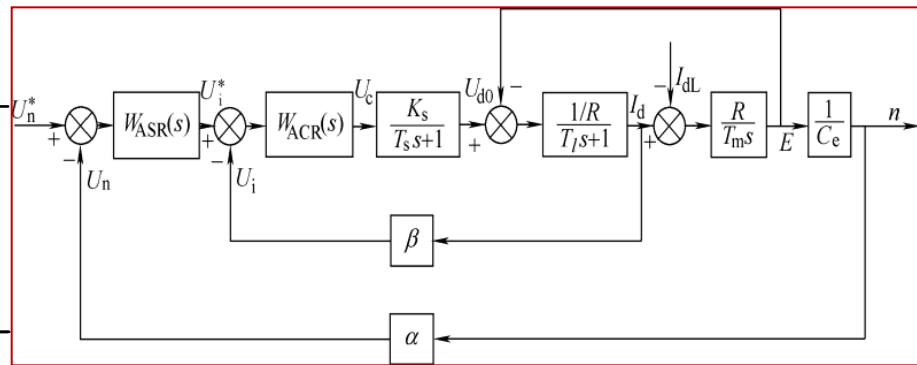 U*n
+
−
Un
WASR(s)
U*i
+
−
Ui
WACR(s)
Uc
Ks
Tss+1
Ud0
−
+
1/R
Tls+1
Id
+
−
IdL
R
Tms
E
1
Ce
n
β
α